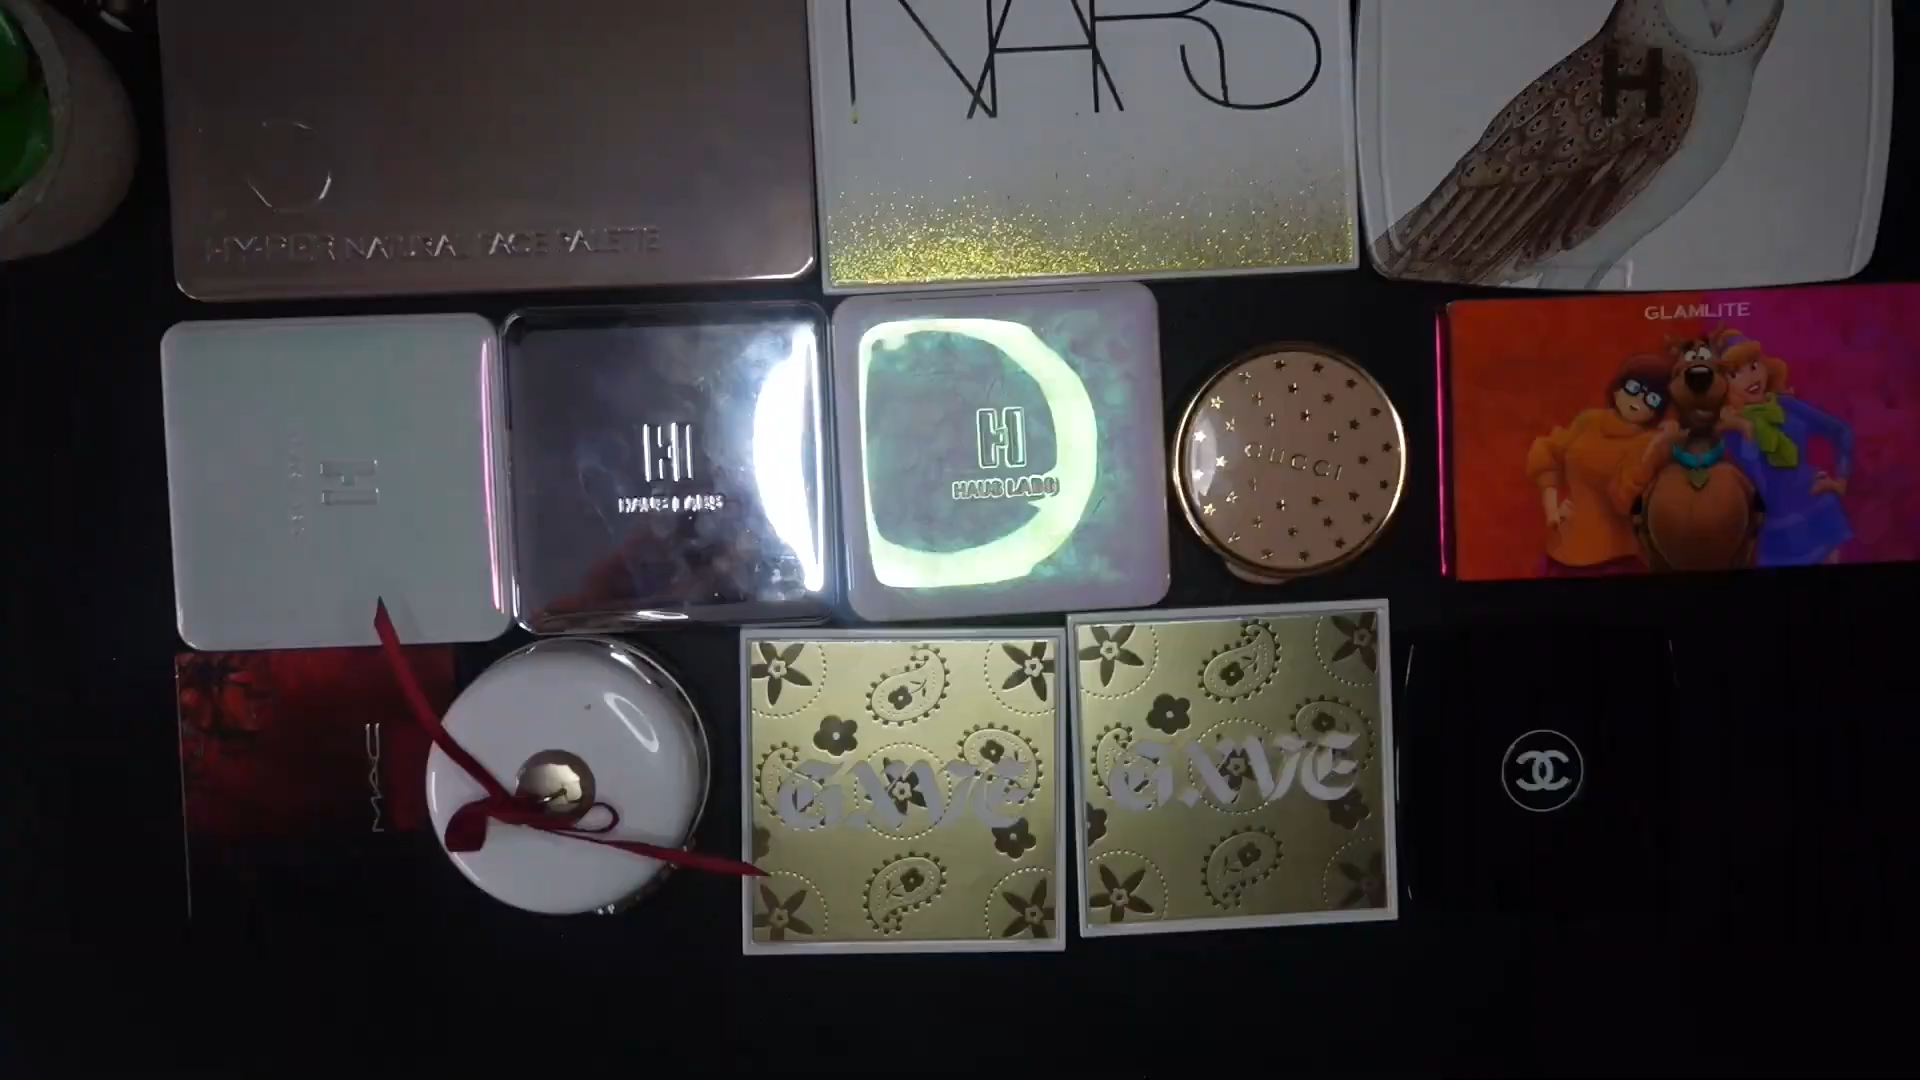 NARS
H
HYPER NATURAL FACE PALETTE
GLAMLITE
H
H
HAUS LABS
H
HAUS LABS
GUCCI
MAC
GXVE
GXVE